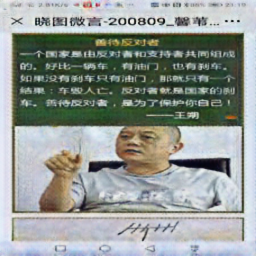 晓图微言-200809_馨苇...
善待反对者
一个国家是由反对者和支持者共同组成
的。好比一辆车，有油门，也有刹车。
如果没有刹车只有油门，那就只有一个
结果：车毁人亡。反对者就是国家的刹
车。善待反对者，是为了保护你自己！
——王朔